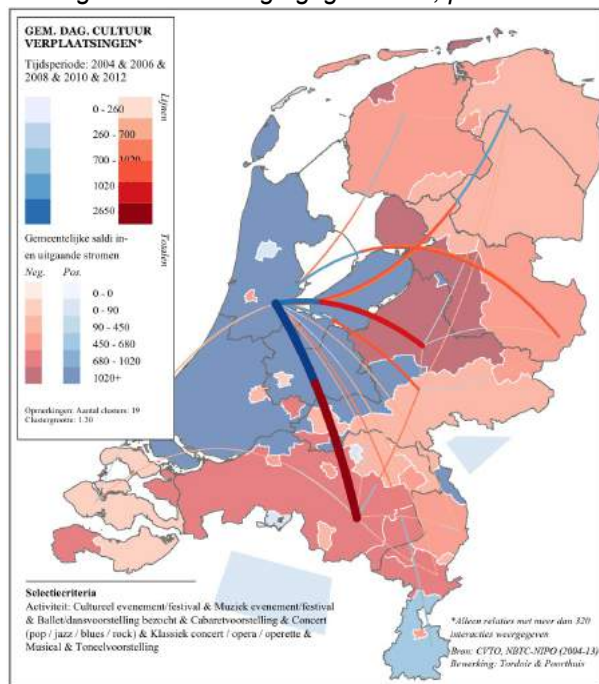 GEM. DAG. CULTUUR
VERPLAATSINGEN*
Tijdsperiode: 2004 & 2006 &
2008 & 2010 & 2012
Lijnen
0 - 260
260 - 700
700 - 1020
1020
2650
Totalen
Gemeentelijke saldi in-
en uitgaande stromen
Neg. Pos.
0 - 0
0 - 90
90 - 450
450 - 680
680 - 1020
1020+
Opmerkingen: Aantal clusters: 19
Clustergrootte: 1.30
Selectiecriteria
Activiteit: Cultureel evenement/festival & Muziek evenement/festival
& Ballet/dansvoorstelling bezocht & Cabaretvoorstelling & Concert
(pop / jazz / blues / rock) & Klassiek concert / opera / operette &
Musical & Toneelvoorstelling
*Alleen relaties met meer dan 320
interacties weergegeven
Bron: CVTO, NBTC-NIPO (2004-13)
Bewerking: Tordoir & Poorthuis